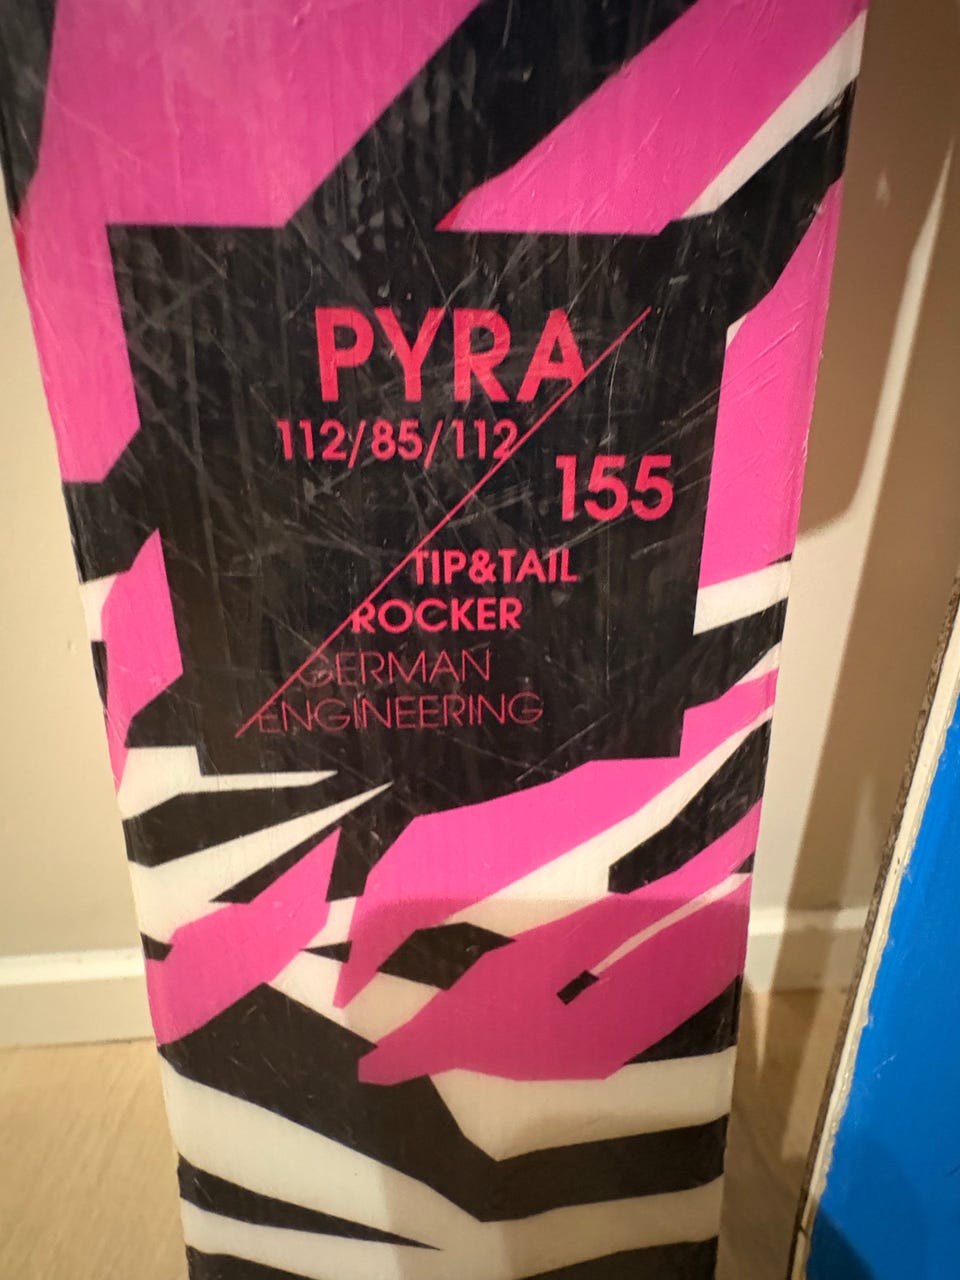 PYRA
112/85/112
155
TIP&TAIL
ROCKER
GERMAN
ENGINEERING